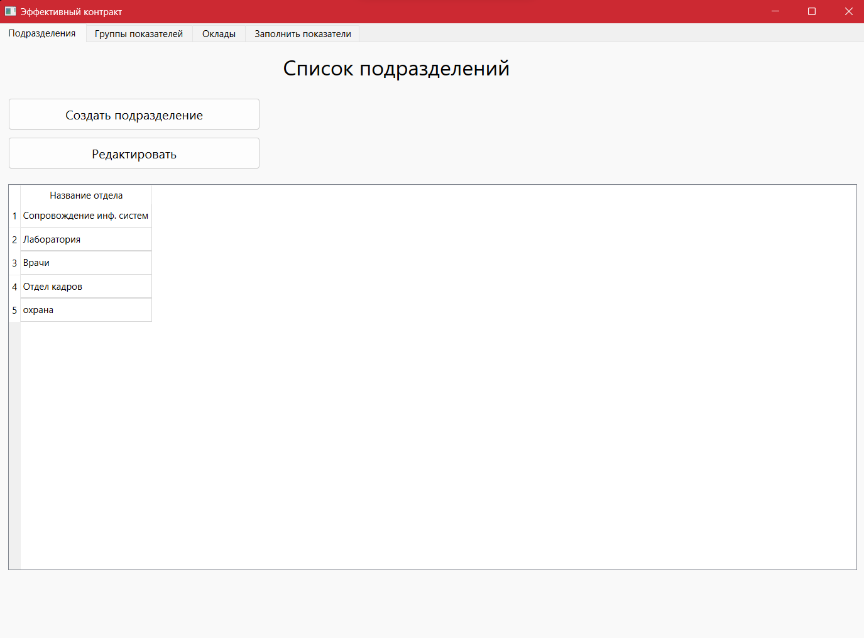 Эффективный контракт
Подразделения Группы показателей Оклады Заполнить показатели
Список подразделений
Создать подразделение
Редактировать
Название отдела
1 Сопровождение инф. систем
2 Лаборатория
3 Врачи
4 Отдел кадров
5 охрана